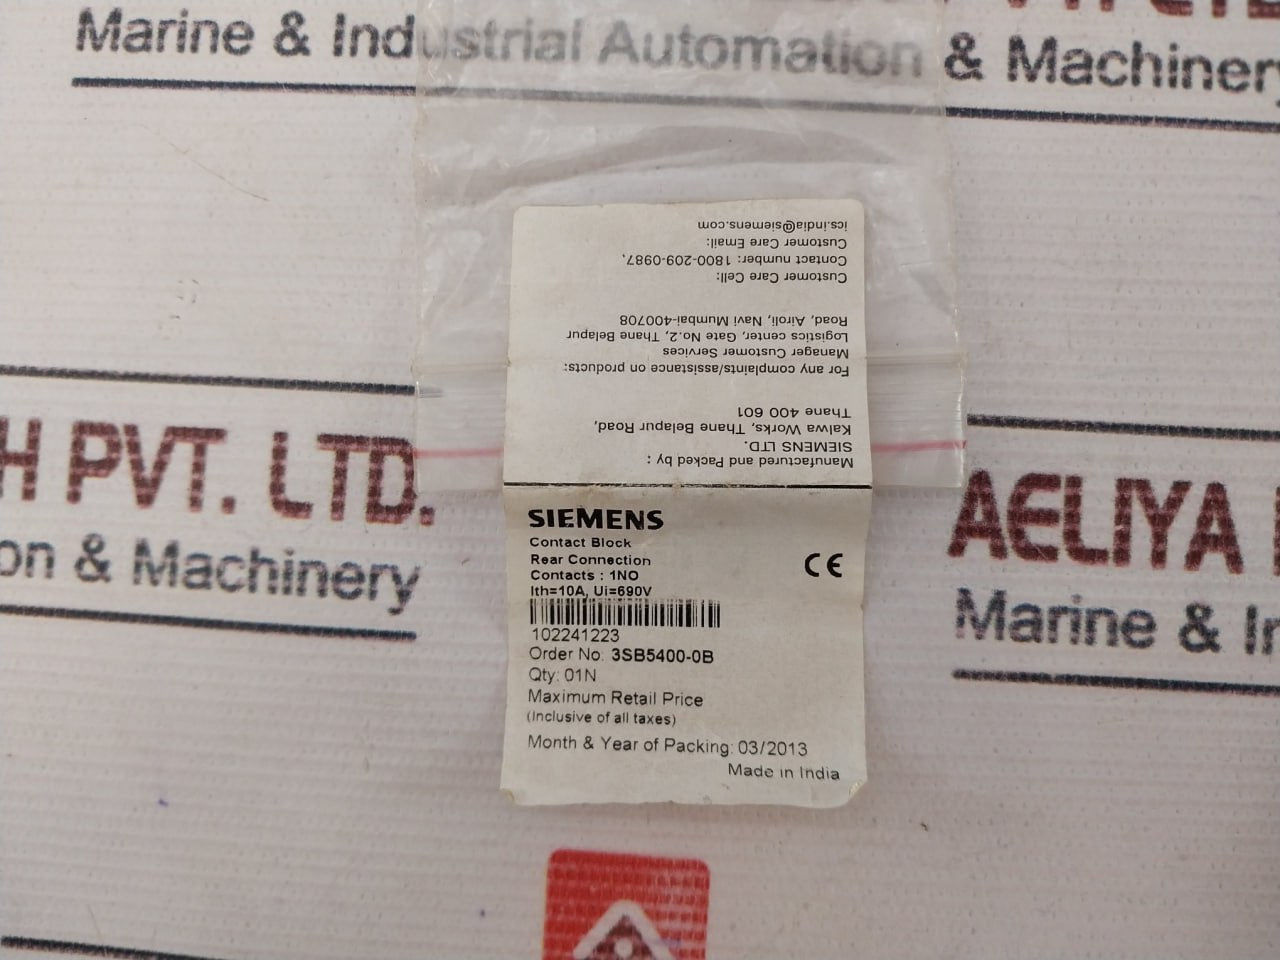 Marine & Industrial Automation & Machinery
ics.india@siemens.com
Customer Care Email:
Contact number: 1800-209-0987,
Customer Care Cell:
Road, Airoli, Navi Mumbai-400708
Logistics center, Gate No.2, Thane Belapur
Manager Customer Services
For any complaints/assistance on products:
Thane 400 601
Kalwa Works, Thane Belapur Road,
SIEMENS LTD.
Manufactured and Packed by :
H PVT. LTD.
on & Machinery
AELIYA
Marine & In
SIEMENS
Contact Block
Rear Connection
Contacts : 1NO
Ith=10A, Ui=690V
CE
102241223
Order No: 3SB5400-0B
Qty: 01N
Maximum Retail Price
(Inclusive of all taxes)
Month & Year of Packing: 03/2013
Made in India